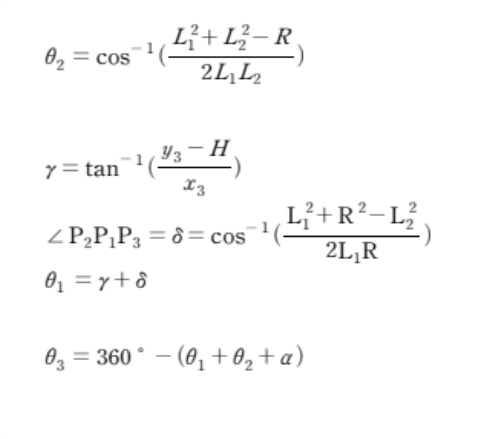 θ₂ = cos⁻¹((L₁² + L₂² − R) / (2L₁L₂))
γ = tan⁻¹((y₃ − H) / x₃)
∠P₂P₁P₃ = δ = cos⁻¹((L₁² + R² − L₂²) / (2L₁R))
θ₁ = γ + δ
θ₃ = 360° − (θ₁ + θ₂ + α)